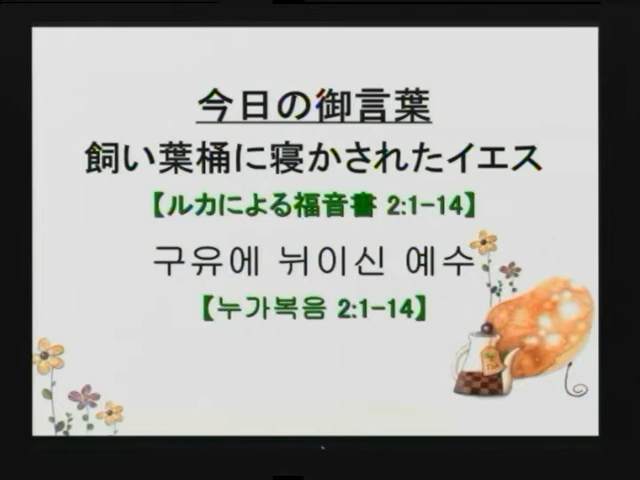 今日の御言葉
飼い葉桶に寝かされたイエス
【ルカによる福音書 2:1-14】
구유에 뉘이신 예수
【누가복음 2:1-14】